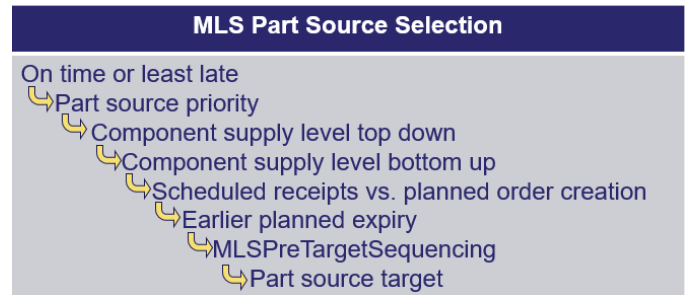 MLS Part Source Selection
On time or least late
Part source priority
Component supply level top down
Component supply level bottom up
Scheduled receipts vs. planned order creation
Earlier planned expiry
MLSPreTargetSequencing
Part source target